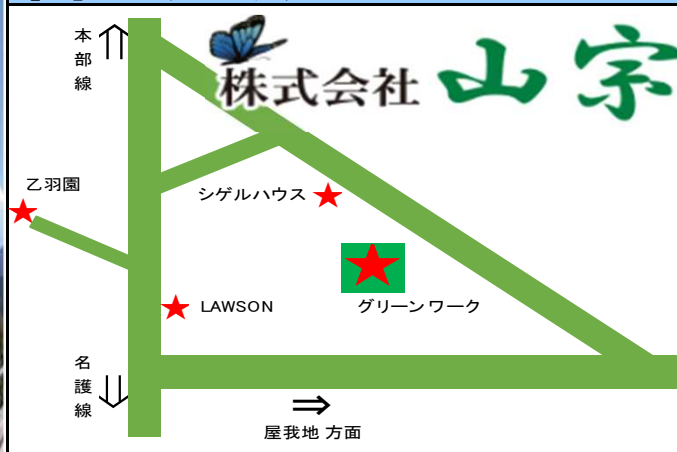 本部線
株式会社 山宗
乙羽園
シゲルハウス
LAWSON
グリーンワーク
名護線
屋我地 方面